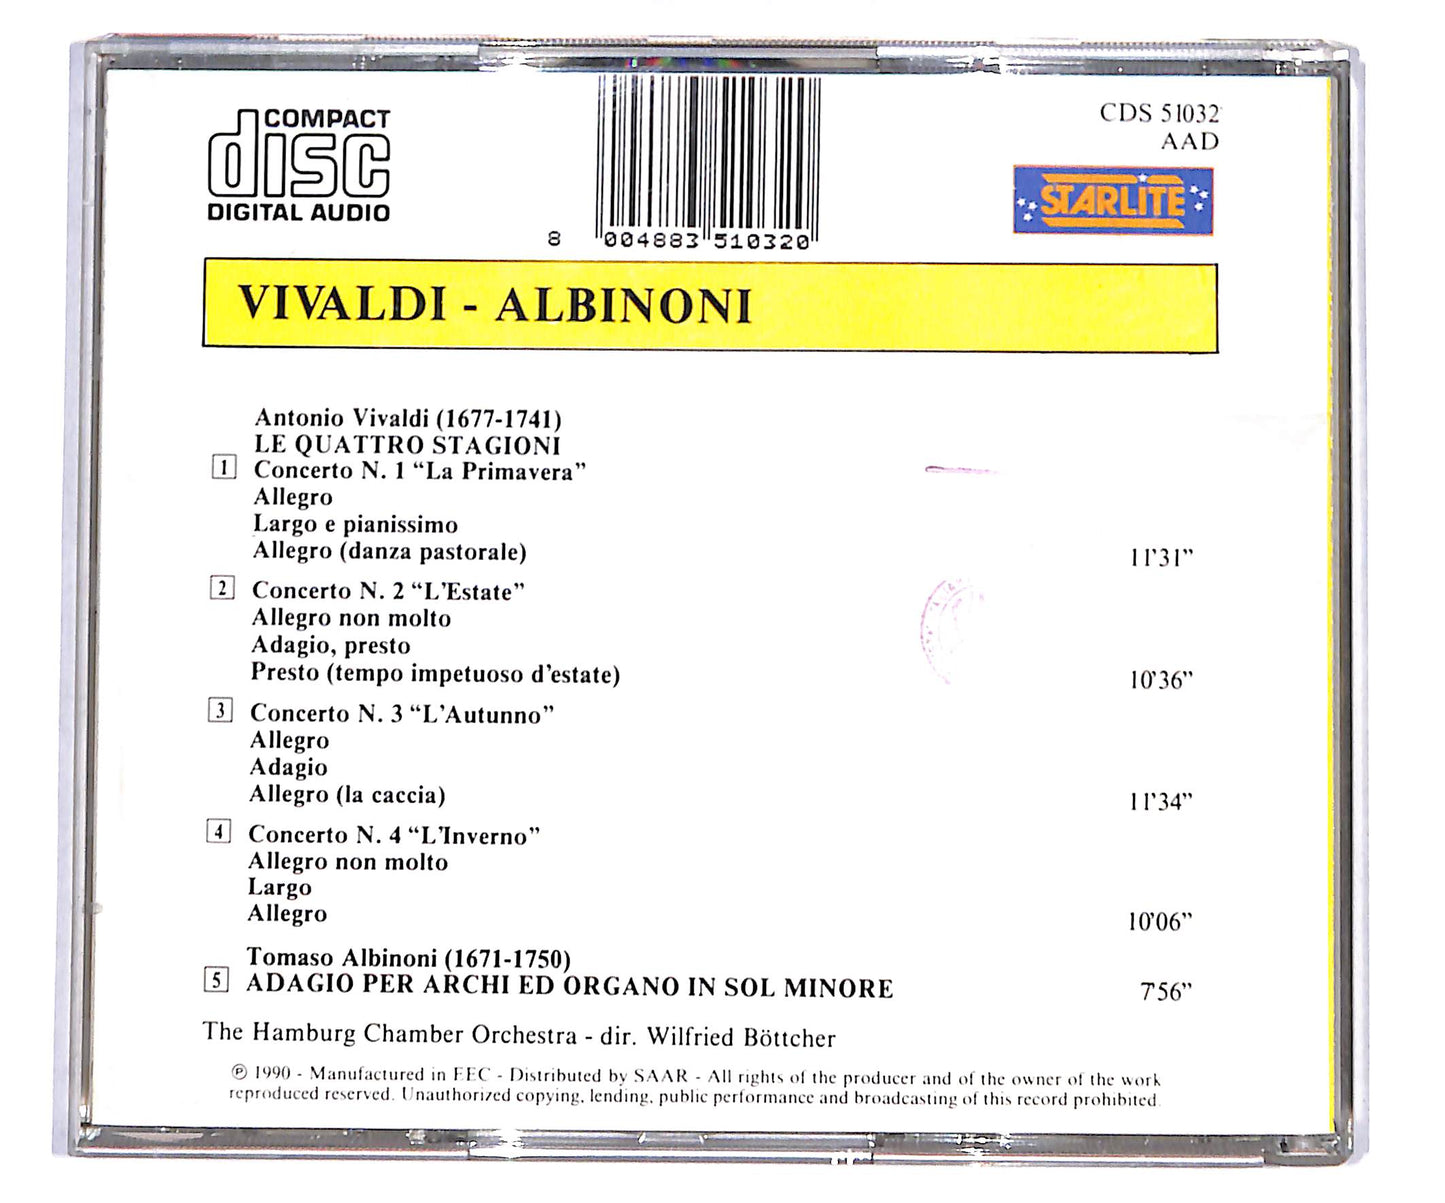 COMPACT
disc
DIGITAL AUDIO
8 004883 510320
CDS 51032
AAD
STARLITE
VIVALDI - ALBINONI
Antonio Vivaldi (1677-1741)
LE QUATTRO STAGIONI
1 Concerto N. 1 “La Primavera”
Allegro
Largo e pianissimo
Allegro (danza pastorale) 11’31”
2 Concerto N. 2 “L’Estate”
Allegro non molto
Adagio, presto
Presto (tempo impetuoso d’estate) 10’36”
3 Concerto N. 3 “L’Autunno”
Allegro
Adagio
Allegro (la caccia) 11’34”
4 Concerto N. 4 “L’Inverno”
Allegro non molto
Largo
Allegro 10’06”
Tomaso Albinoni (1671-1750)
5 ADAGIO PER ARCHI ED ORGANO IN SOL MINORE 7’56”
The Hamburg Chamber Orchestra - dir. Wilfried Böttcher
℗ 1990 - Manufactured in EEC - Distributed by SAAR - All rights of the producer and of the owner of the work
reproduced reserved. Unauthorized copying, lending, public performance and broadcasting of this record prohibited.